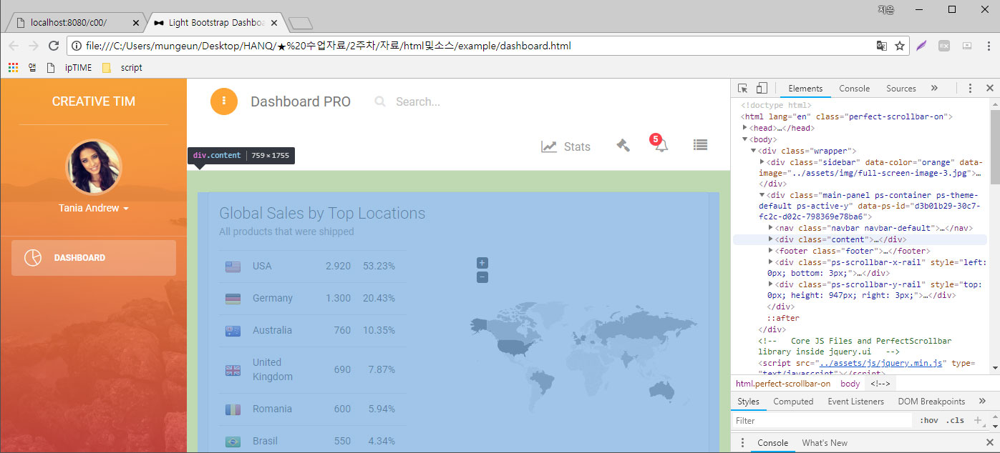 지은
localhost:8080/c00/
Light Bootstrap Dashbo
file:///C:/Users/mungeun/Desktop/HANQ/★%20수업자료/2주차/자료/html및소스/example/dashboard.html
앱 ipTIME script
CREATIVE TIM
Tania Andrew
DASHBOARD
Dashboard PRO
Search...
Stats
5
div.content 759×1755
Global Sales by Top Locations
All products that were shipped
USA 2.920 53.23%
Germany 1.300 20.43%
Australia 760 10.35%
United
Kingdom 690 7.87%
Romania 600 5.94%
Brasil 550 4.34%
+
−
Elements Console Sources »
<!doctype html>
<html lang="en" class="perfect-scrollbar-on">
<head>…</head>
<body>
<div class="wrapper">
<div class="sidebar" data-color="orange" data-
image="../assets/img/full-screen-image-3.jpg">…
</div>
<div class="main-panel ps-container ps-theme-
default ps-active-y" data-ps-id="d3b01b29-30c7-
fc2c-d02c-798369e78ba6">
<nav class="navbar navbar-default">…</nav>
<div class="content">…</div>
<footer class="footer">…</footer>
<div class="ps-scrollbar-x-rail" style="left:
0px; bottom: 3px;">…</div>
<div class="ps-scrollbar-y-rail" style="top:
0px; height: 947px; right: 3px;">…</div>
</div>
::after
</div>
<!--   Core JS Files and PerfectScrollbar
library inside jquery.ui   -->
<script src="../assets/js/jquery.min.js" type=
"text/javascript"></script>
html.perfect-scrollbar-on body <!-->
Styles Computed Event Listeners DOM Breakpoints »
Filter :hov .cls +
Console What's New